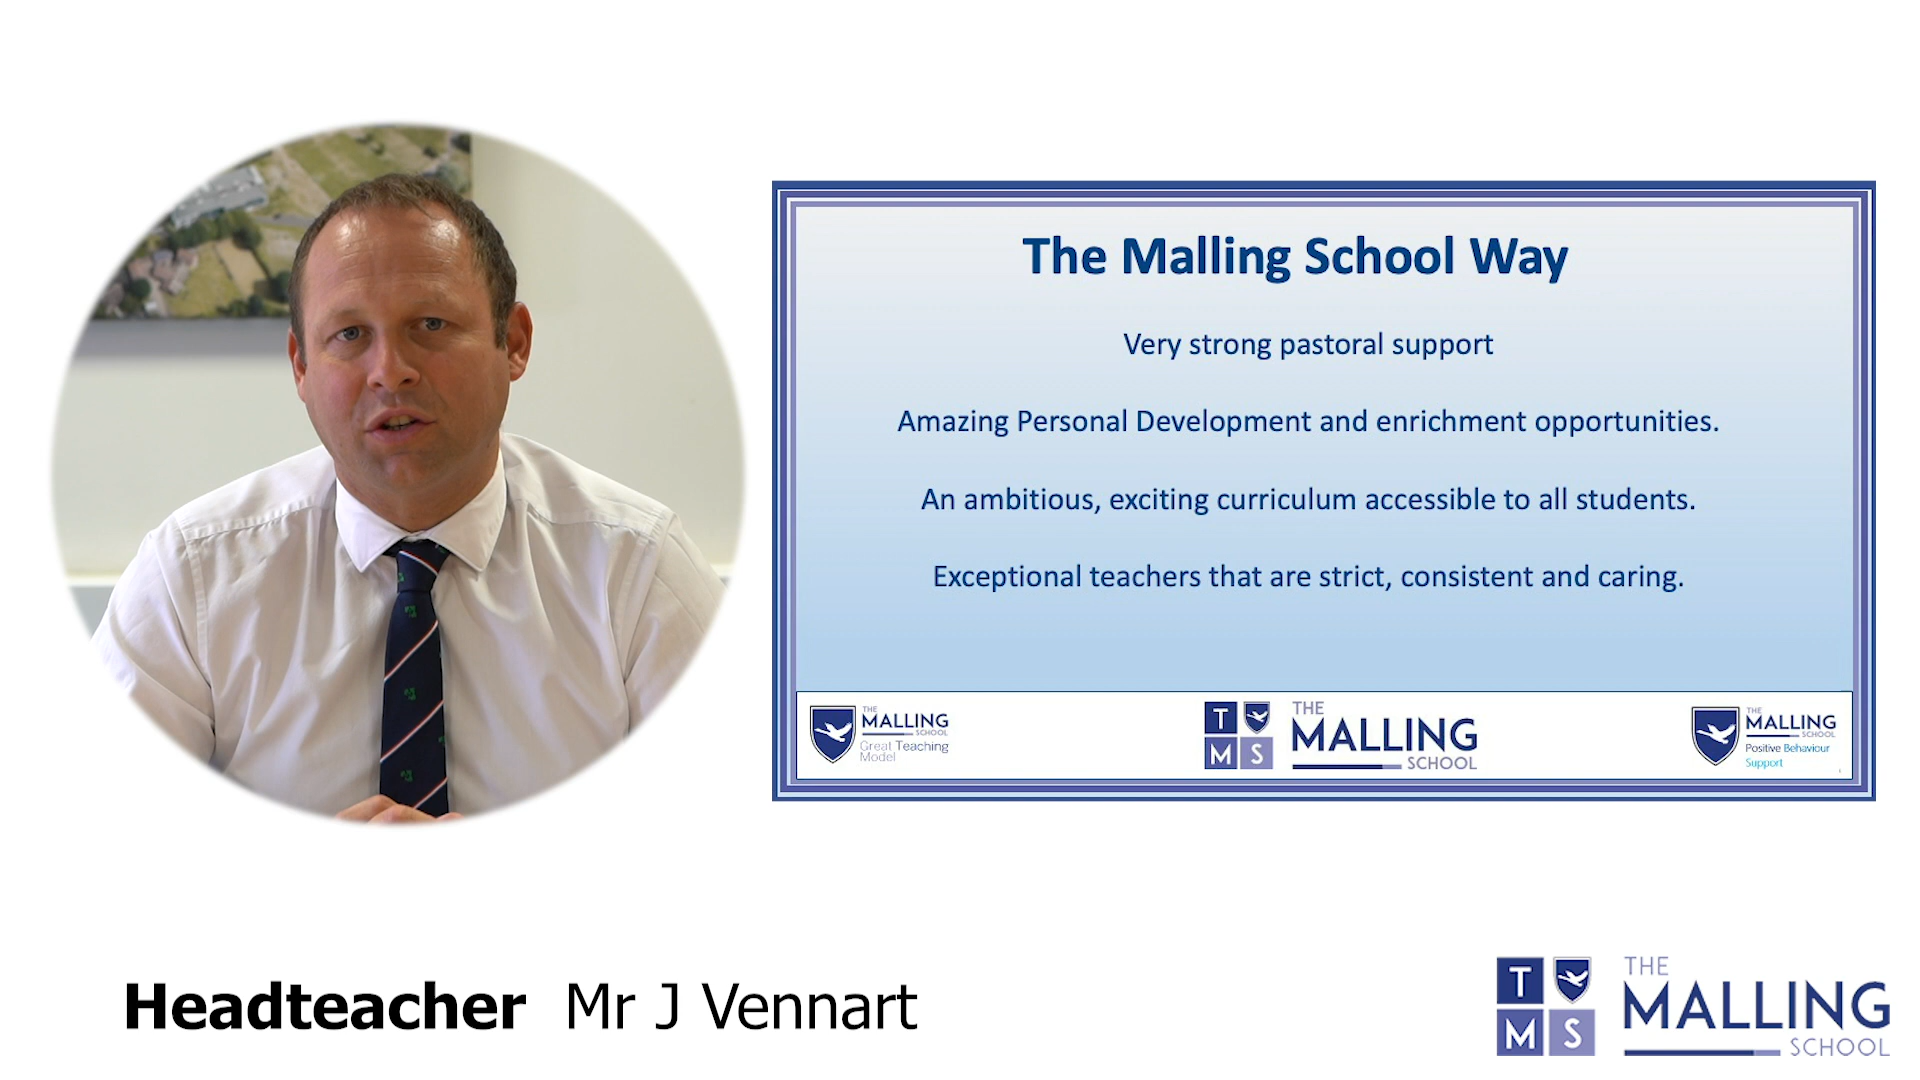 The Malling School Way
Very strong pastoral support
Amazing Personal Development and enrichment opportunities.
An ambitious, exciting curriculum accessible to all students.
Exceptional teachers that are strict, consistent and caring.
THE
MALLING
SCHOOL
Great Teaching
Model
T
M S
THE
MALLING
SCHOOL
THE
MALLING
SCHOOL
Positive Behaviour
Support
Headteacher Mr J Vennart
T
M S
THE
MALLING
SCHOOL